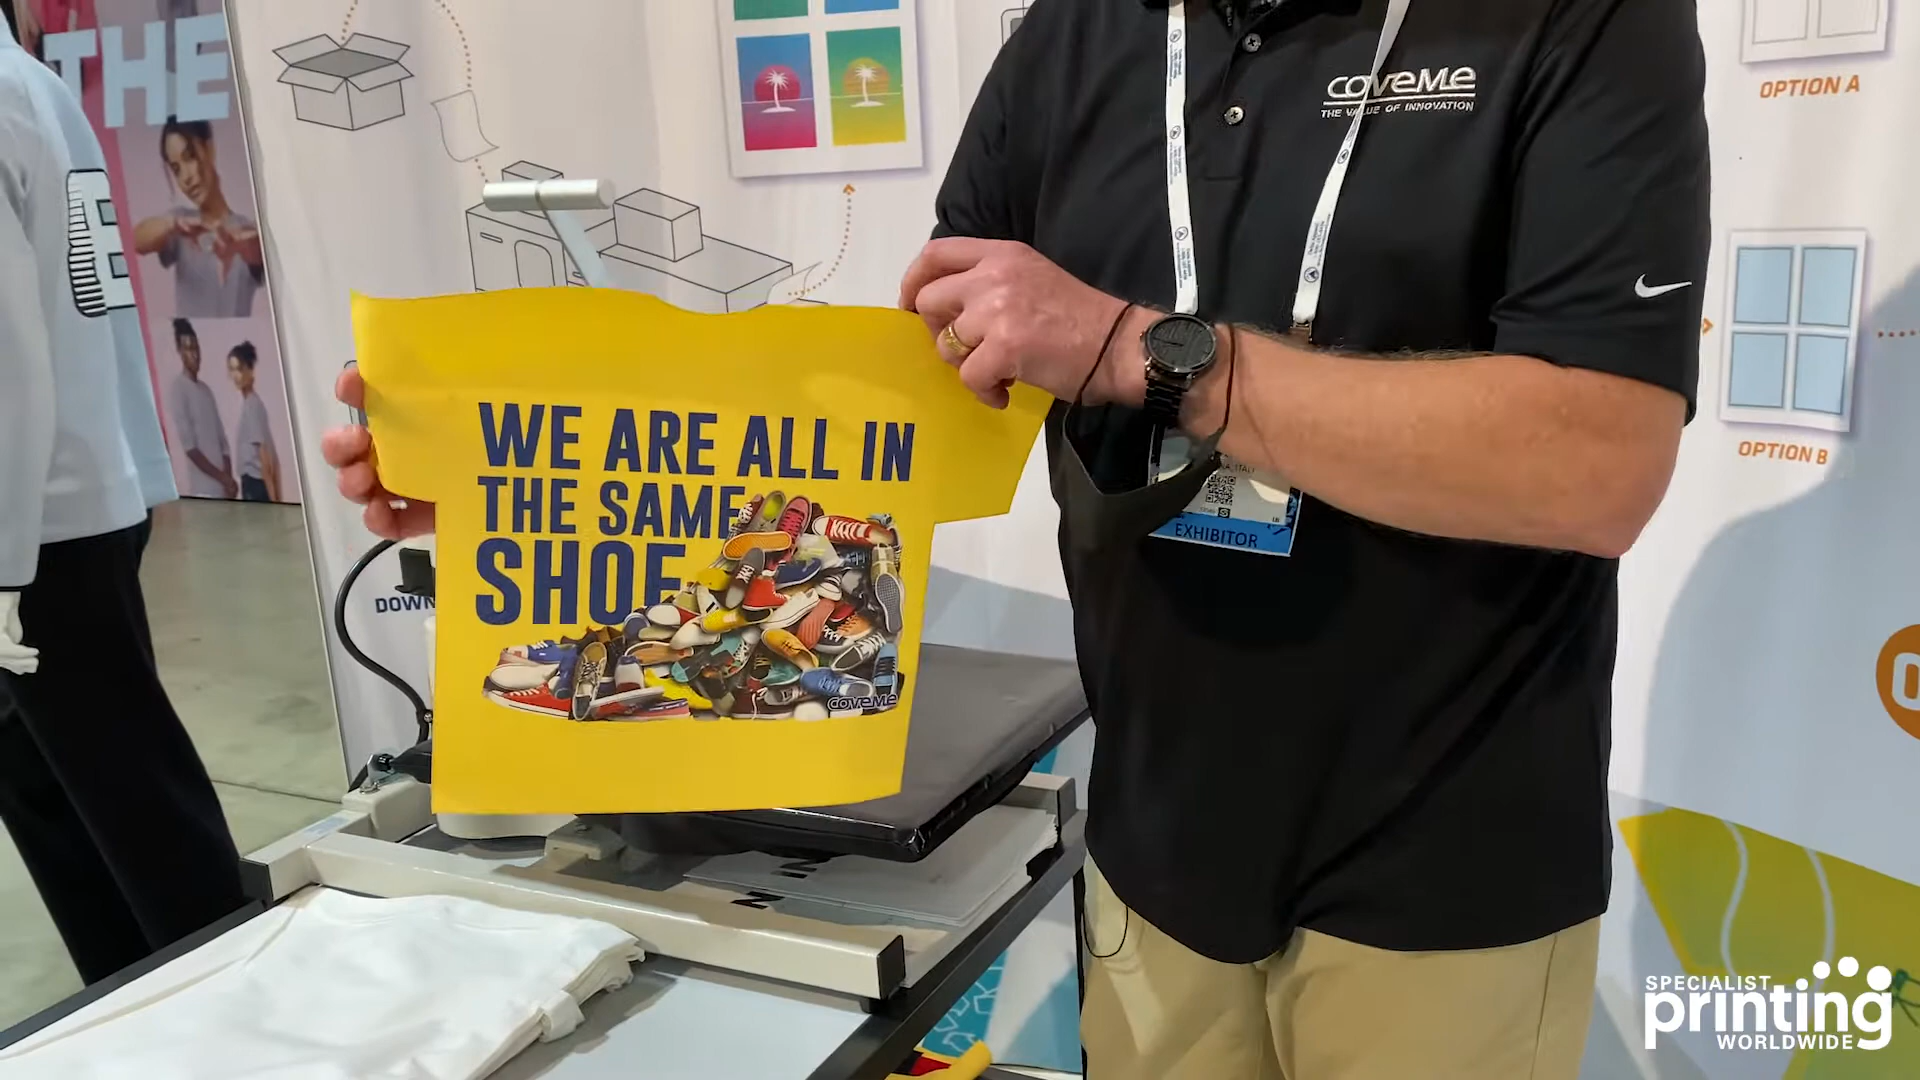 THE
COVEME
THE VALUE OF INNOVATION
OPTION A
OPTION B
WE ARE ALL IN
THE SAME
SHOE
COVEME
EXHIBITOR
DOWN
SPECIALIST
printing
WORLDWIDE